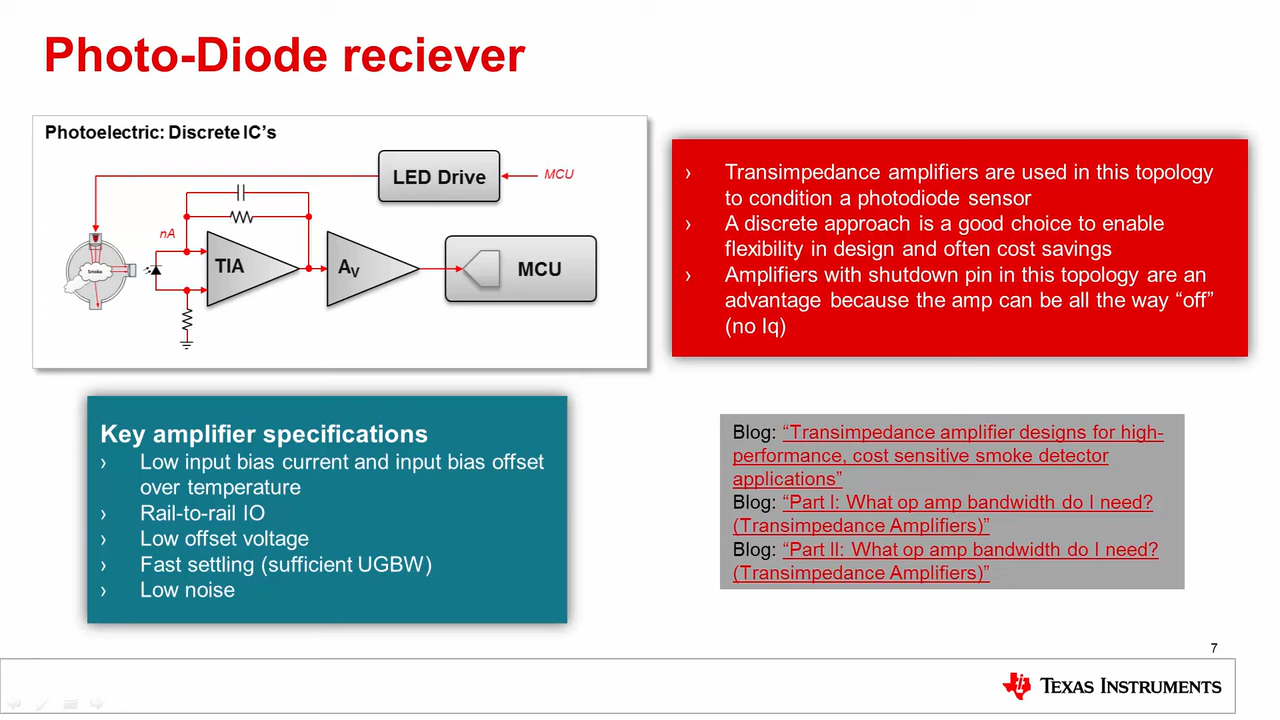 Photo-Diode reciever
Photoelectric: Discrete IC's
LED Drive
MCU
nA
Smoke
TIA
AV
MCU
› Transimpedance amplifiers are used in this topology
to condition a photodiode sensor
› A discrete approach is a good choice to enable
flexibility in design and often cost savings
› Amplifiers with shutdown pin in this topology are an
advantage because the amp can be all the way “off”
(no Iq)
Key amplifier specifications
› Low input bias current and input bias offset
over temperature
› Rail-to-rail IO
› Low offset voltage
› Fast settling (sufficient UGBW)
› Low noise
Blog: “Transimpedance amplifier designs for high-
performance, cost sensitive smoke detector
applications”
Blog: “Part I: What op amp bandwidth do I need?
(Transimpedance Amplifiers)”
Blog: “Part II: What op amp bandwidth do I need?
(Transimpedance Amplifiers)”
7
TEXAS INSTRUMENTS